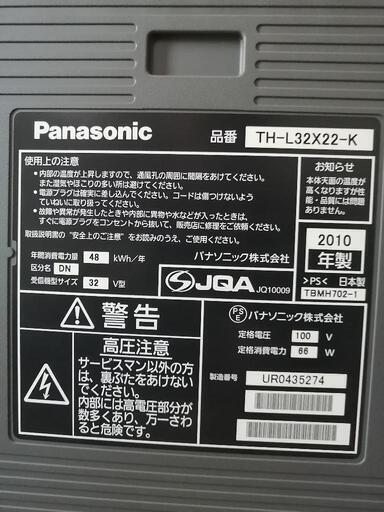 Panasonic
品番 TH-L32X22-K
使用上の注意
●内部の温度が上昇しますので、通風孔の周囲に間隔をあけてください。
また湿気やほこりの多い所は避けてください。
●電源プラグは確実に差し込んでください。コードは傷つけないよう
ていねいに取り扱ってください。
●故障や異常が発生したときや内部に異物や水などが入ったときは、
すぐに電源プラグをコンセントから抜いて、販売店に修理をご依頼ください。
取扱説明書の"安全上のご注意"をお読みのうえ、ご使用ください。
お知らせ
本体天面の温度が
高くなりますが性
能・品質には問題
ありません。
年間消費電力量 48 kWh/年
区分名 DN
受信機型サイズ 32 V型
パナソニック株式会社
JQA JQ10009
2010
年製
>PS< 日本製
TBMH702-1
警告
高圧注意
サービスマン以外の方
は、裏ぶたをあけないで
ください。
内部には高電圧部分が
数多くあり、万一さわる
と危険です。
PS
E
パナソニック株式会社
定格電圧 100 V
定格消費電力 66 W
製造番号 UR0435274